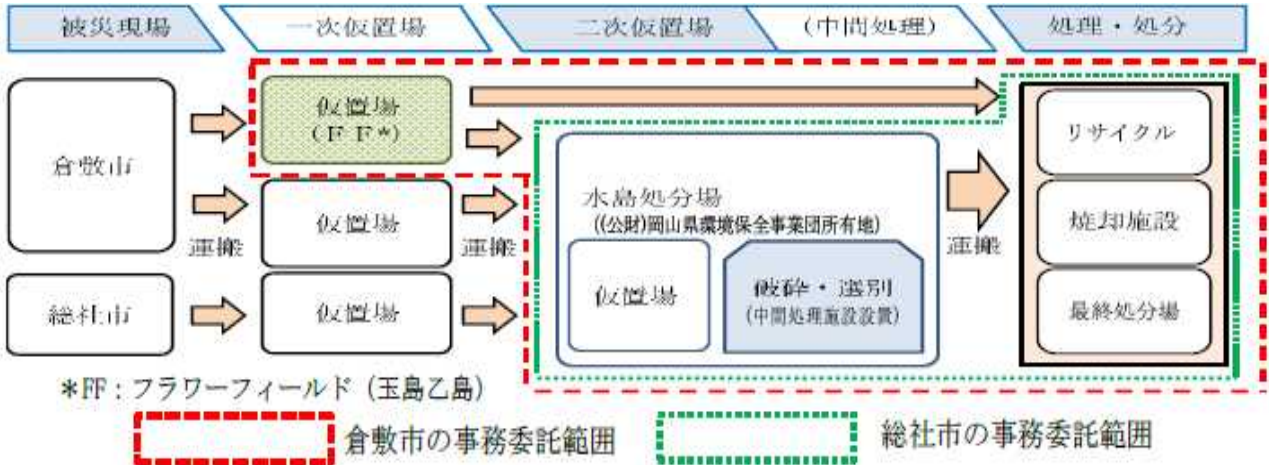 被災現場
一次仮置場
二次仮置場
(中間処理)
処理・処分
倉敷市
総社市
運搬
仮置場
(FF*)
仮置場
仮置場
運搬
水島処分場
((公財)岡山県環境保全事業団所有地)
仮置場
破砕・選別
(中間処理施設設置)
運搬
リサイクル
焼却施設
最終処分場
*FF:フラワーフィールド(玉島乙島)
倉敷市の事務委託範囲
総社市の事務委託範囲